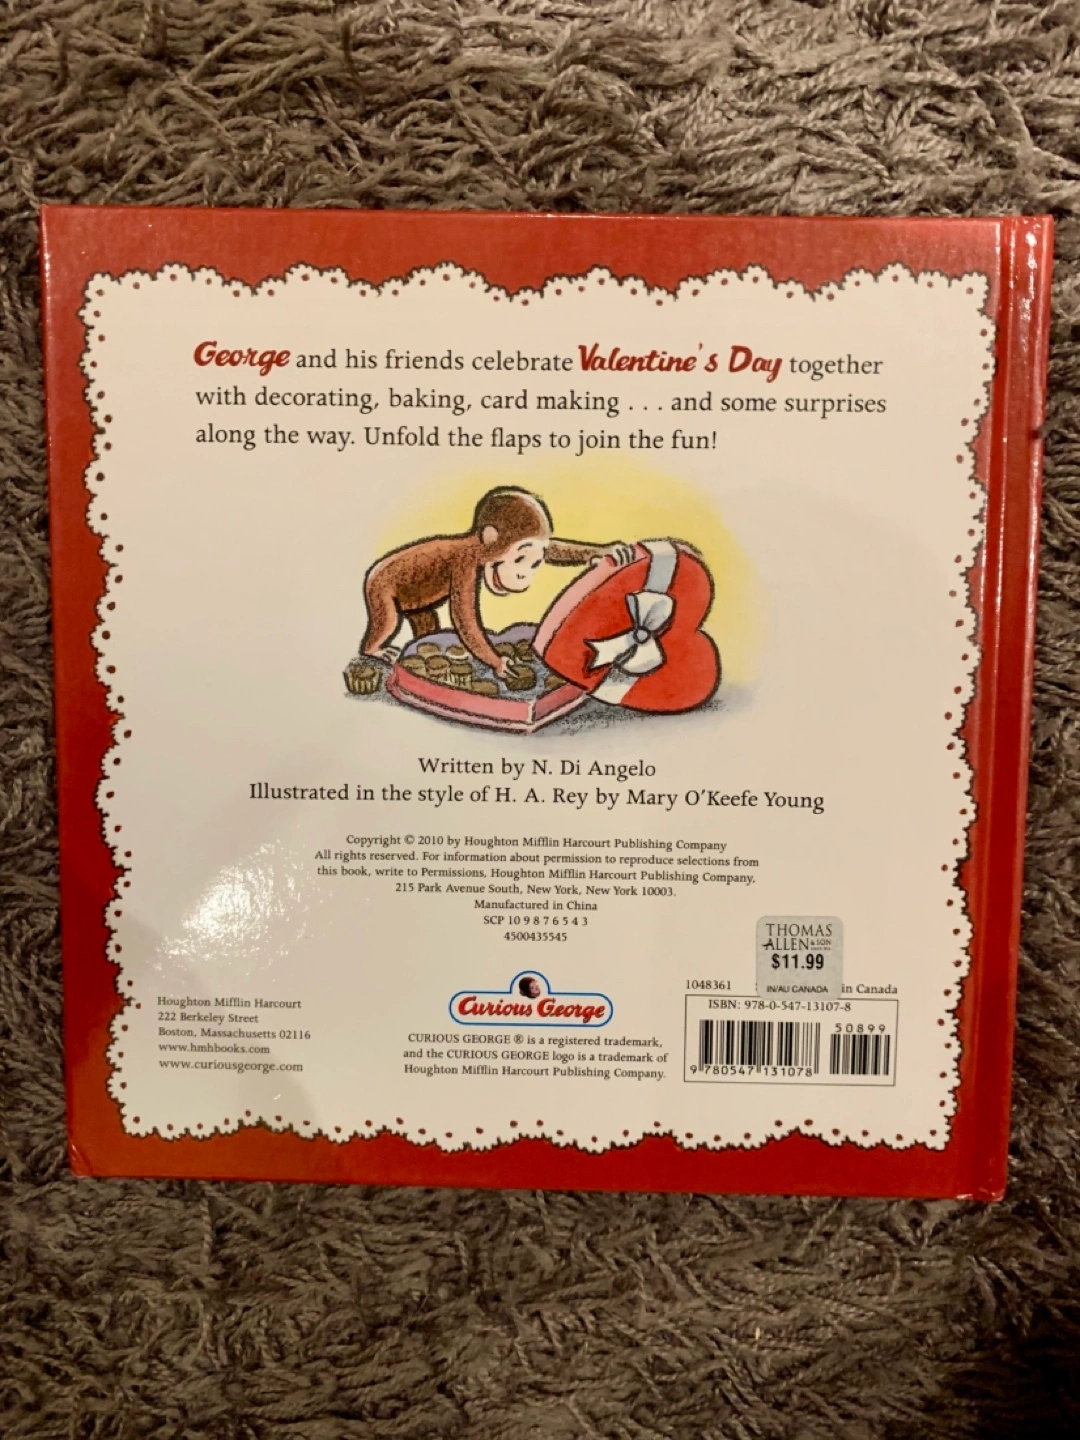 George and his friends celebrate Valentine's Day together
with decorating, baking, card making . . . and some surprises
along the way. Unfold the flaps to join the fun!
Written by N. Di Angelo
Illustrated in the style of H. A. Rey by Mary O'Keefe Young
Copyright © 2010 by Houghton Mifflin Harcourt Publishing Company
All rights reserved. For information about permission to reproduce selections from
this book, write to Permissions, Houghton Mifflin Harcourt Publishing Company,
215 Park Avenue South, New York, New York 10003.
Manufactured in China
SCP 10 9 8 7 6 5 4 3
4500435545
Houghton Mifflin Harcourt
222 Berkeley Street
Boston, Massachusetts 02116
www.hmhbooks.com
www.curiousgeorge.com
Curious George
CURIOUS GEORGE ® is a registered trademark,
and the CURIOUS GEORGE logo is a trademark of
Houghton Mifflin Harcourt Publishing Company.
THOMAS
ALLEN & SON
$11.99
IN/AU CANADA
1048361 in Canada
ISBN: 978-0-547-13107-8
50899
9 780547 131078